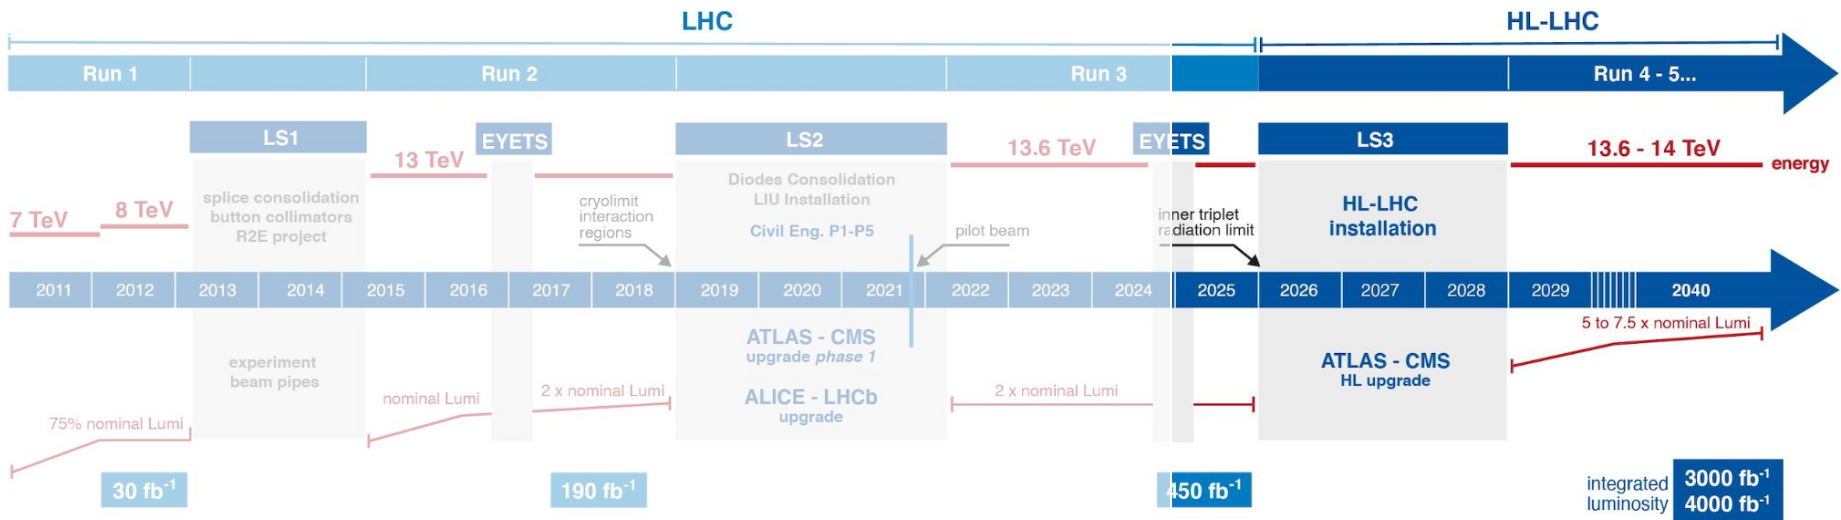 LHC
HL-LHC
Run 1
Run 2
Run 3
Run 4 - 5...
LS1
EYETS
LS2
EYETS
LS3
7 TeV
8 TeV
13 TeV
13.6 TeV
13.6 - 14 TeV
energy
splice consolidation
button collimators
R2E project
cryolimit
interaction
regions
Diodes Consolidation
LIU Installation
Civil Eng. P1-P5
pilot beam
inner triplet
radiation limit
HL-LHC
installation
2011
2012
2013
2014
2015
2016
2017
2018
2019
2020
2021
2022
2023
2024
2025
2026
2027
2028
2029
2040
5 to 7.5 x nominal Lumi
experiment
beam pipes
ATLAS - CMS
upgrade phase 1
ALICE - LHCb
upgrade
ATLAS - CMS
HL upgrade
75% nominal Lumi
nominal Lumi
2 x nominal Lumi
2 x nominal Lumi
30 fb⁻¹
190 fb⁻¹
450 fb⁻¹
integrated
luminosity
3000 fb⁻¹
4000 fb⁻¹